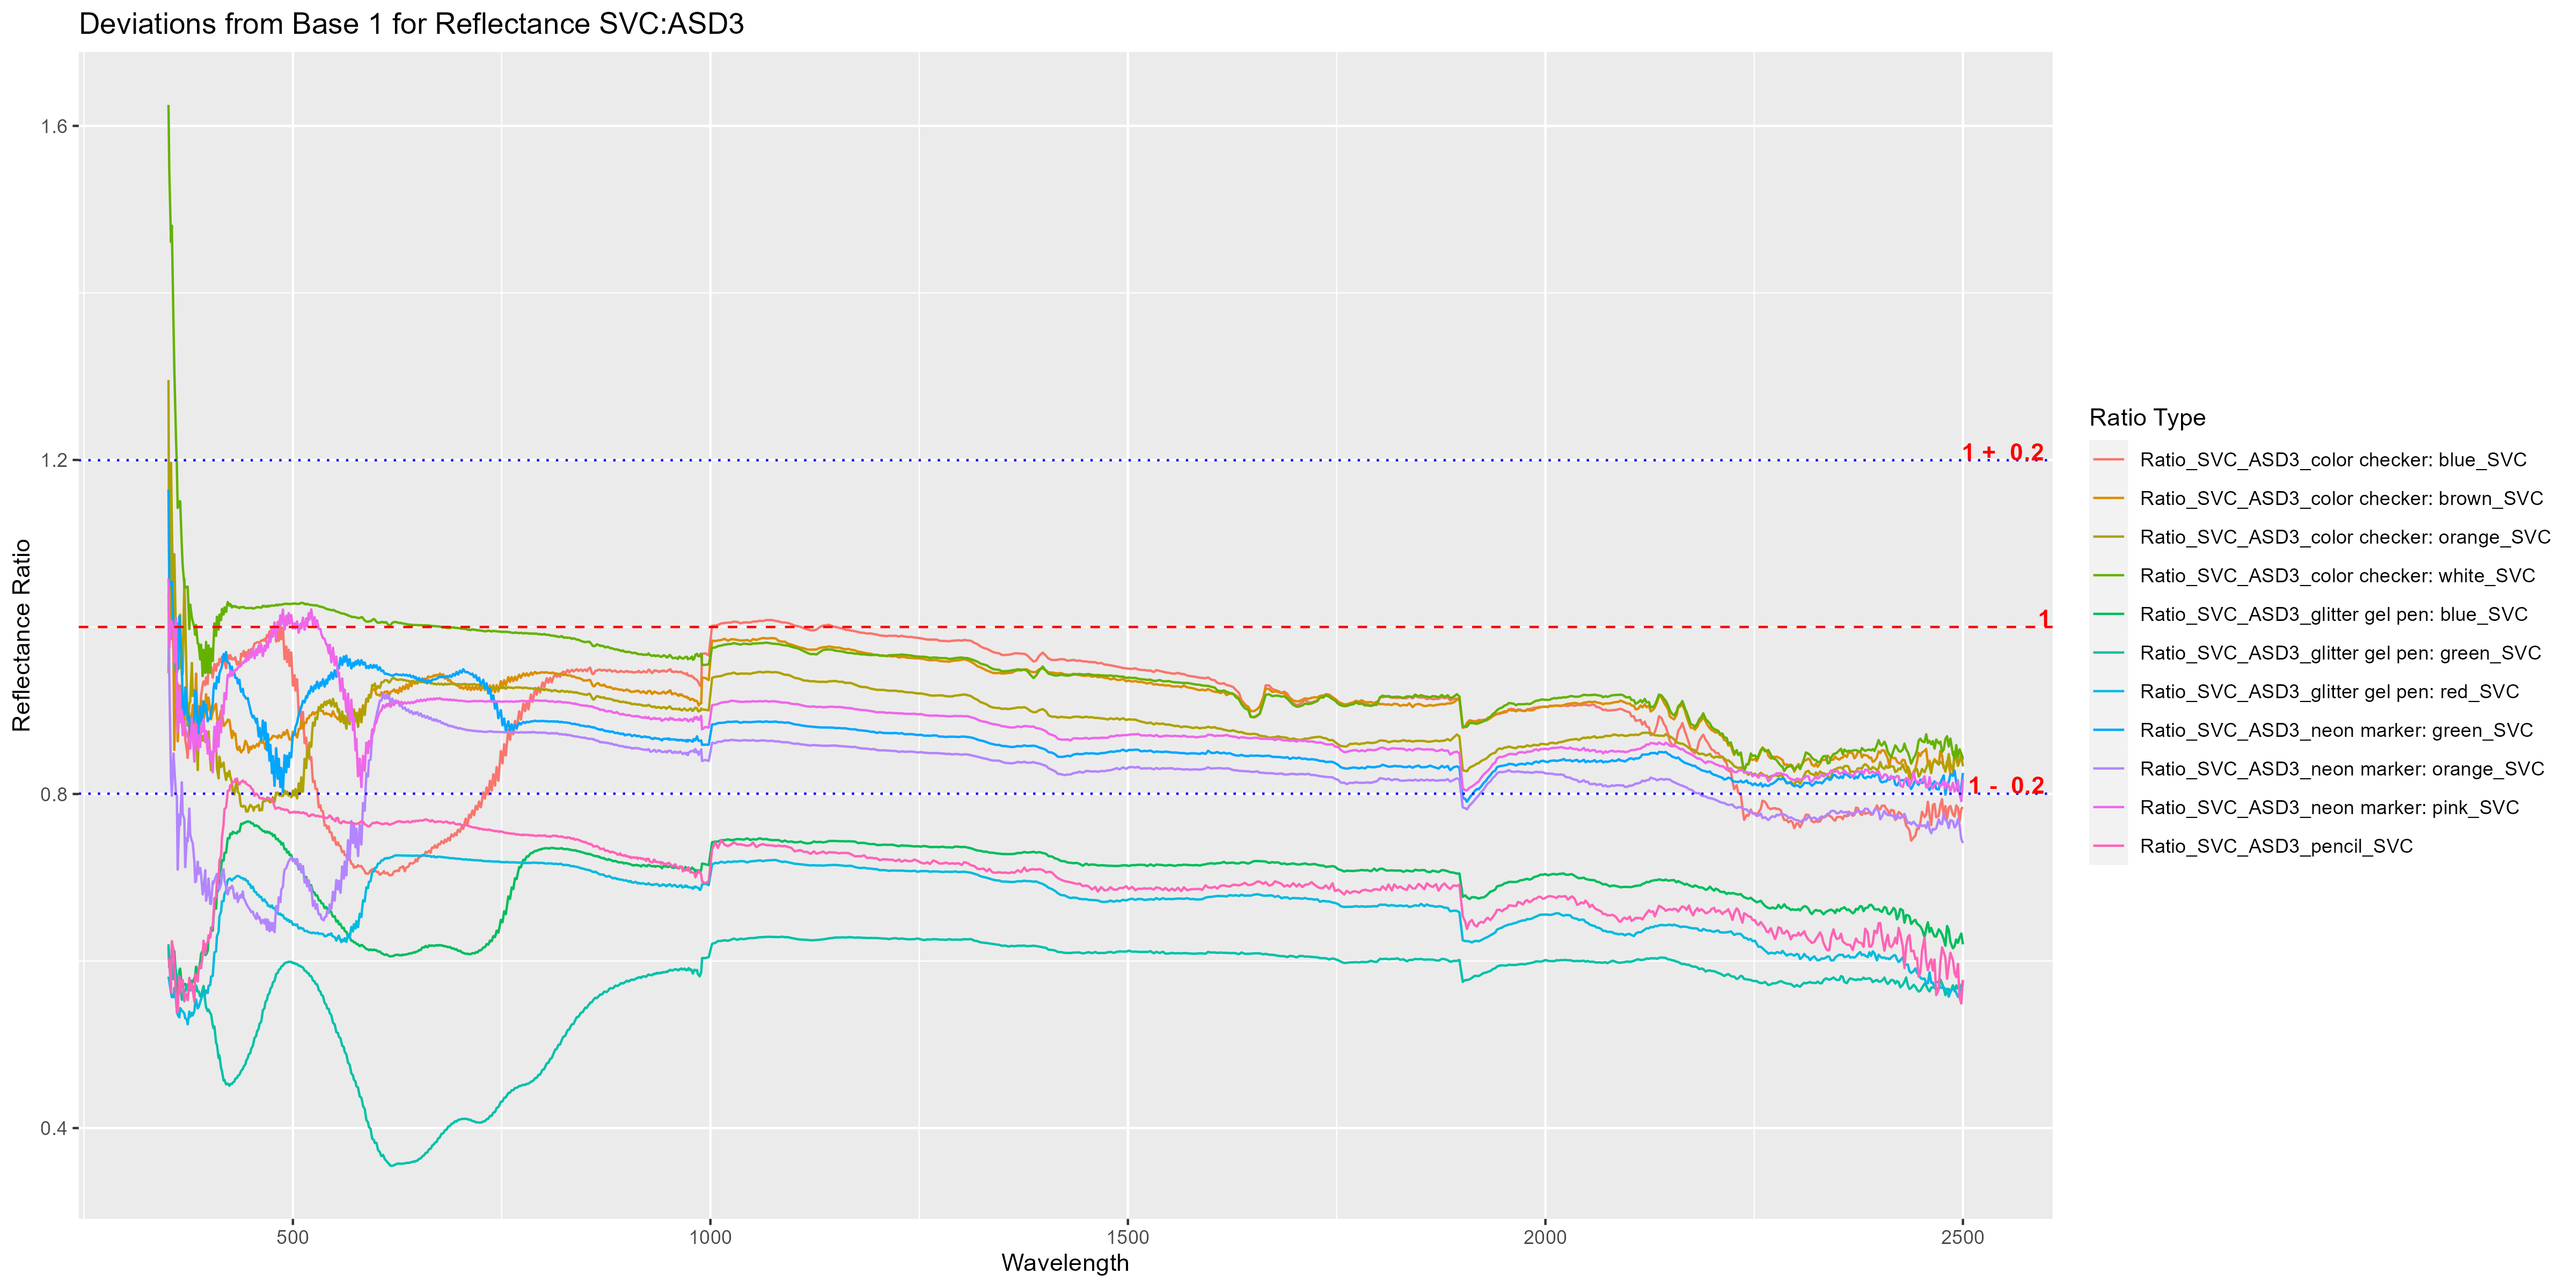 Deviations from Base 1 for Reflectance SVC:ASD3
Reflectance Ratio
1.6
1.2
0.8
0.4
1 + 0.2
1
1 - 0.2
500
1000
1500
2000
2500
Wavelength
Ratio Type
Ratio_SVC_ASD3_color checker: blue_SVC
Ratio_SVC_ASD3_color checker: brown_SVC
Ratio_SVC_ASD3_color checker: orange_SVC
Ratio_SVC_ASD3_color checker: white_SVC
Ratio_SVC_ASD3_glitter gel pen: blue_SVC
Ratio_SVC_ASD3_glitter gel pen: green_SVC
Ratio_SVC_ASD3_glitter gel pen: red_SVC
Ratio_SVC_ASD3_neon marker: green_SVC
Ratio_SVC_ASD3_neon marker: orange_SVC
Ratio_SVC_ASD3_neon marker: pink_SVC
Ratio_SVC_ASD3_pencil_SVC